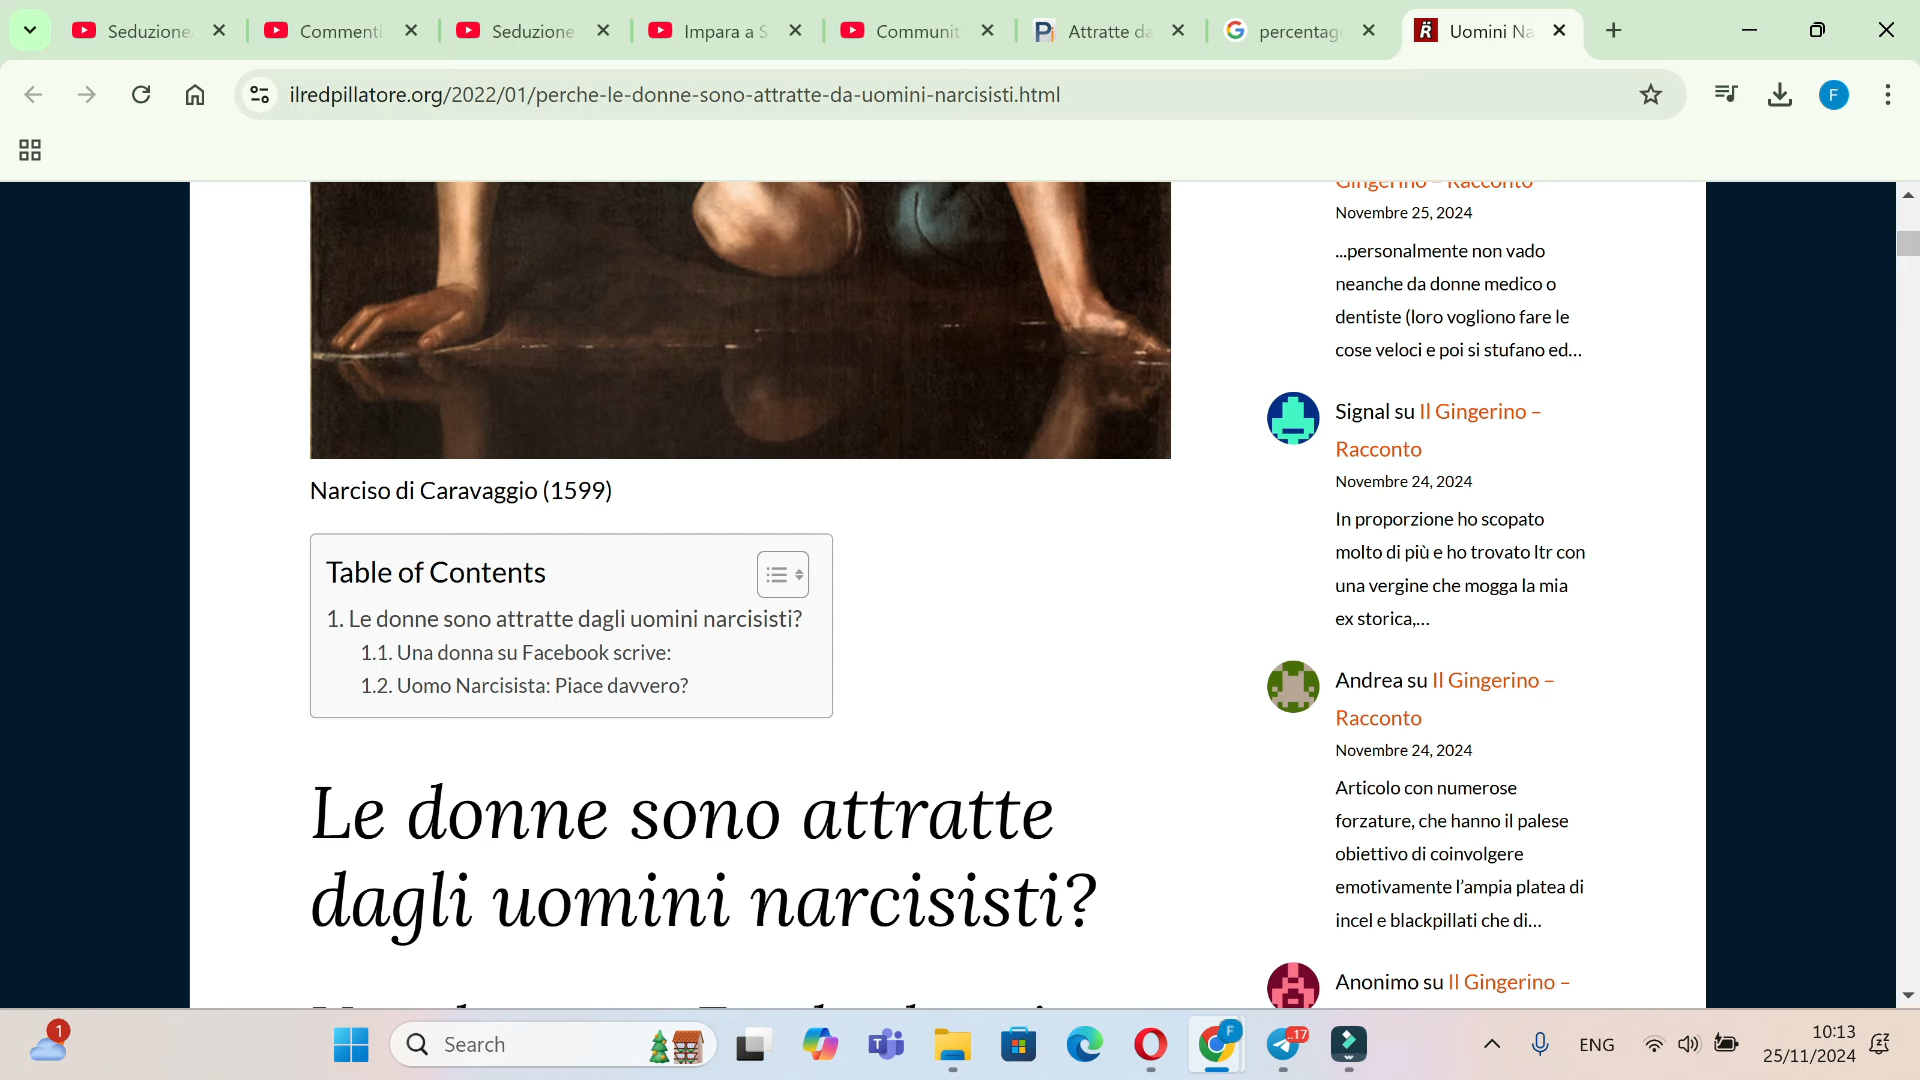 Seduzione
Commenti
Seduzione
Impara a S
Communit
Attratte da
percentag
Uomini Na
ilredpillatore.org/2022/01/perche-le-donne-sono-attratte-da-uomini-narcisisti.html
F
Narciso di Caravaggio (1599)
Table of Contents
1. Le donne sono attratte dagli uomini narcisisti?
1.1. Una donna su Facebook scrive:
1.2. Uomo Narcisista: Piace davvero?
Le donne sono attratte
dagli uomini narcisisti?
Gingerino – Racconto
Novembre 25, 2024
...personalmente non vado
neanche da donne medico o
dentiste (loro vogliono fare le
cose veloci e poi si stufano ed...
Signal su Il Gingerino –
Racconto
Novembre 24, 2024
In proporzione ho scopato
molto di più e ho trovato ltr con
una vergine che mogga la mia
ex storica,...
Andrea su Il Gingerino –
Racconto
Novembre 24, 2024
Articolo con numerose
forzature, che hanno il palese
obiettivo di coinvolgere
emotivamente l'ampia platea di
incel e blackpillati che di...
Anonimo su Il Gingerino –
1
Search
F
..17
ENG
10:13
25/11/2024